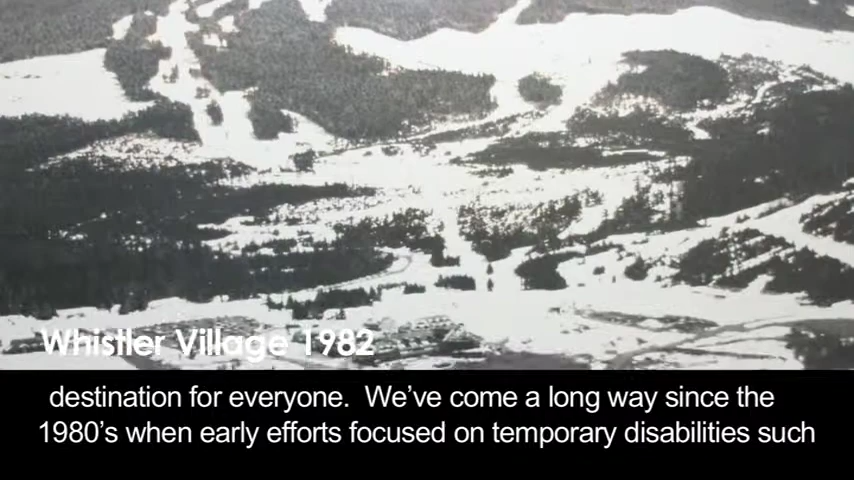 Whistler Village 1982
destination for everyone.  We’ve come a long way since the
1980’s when early efforts focused on temporary disabilities such